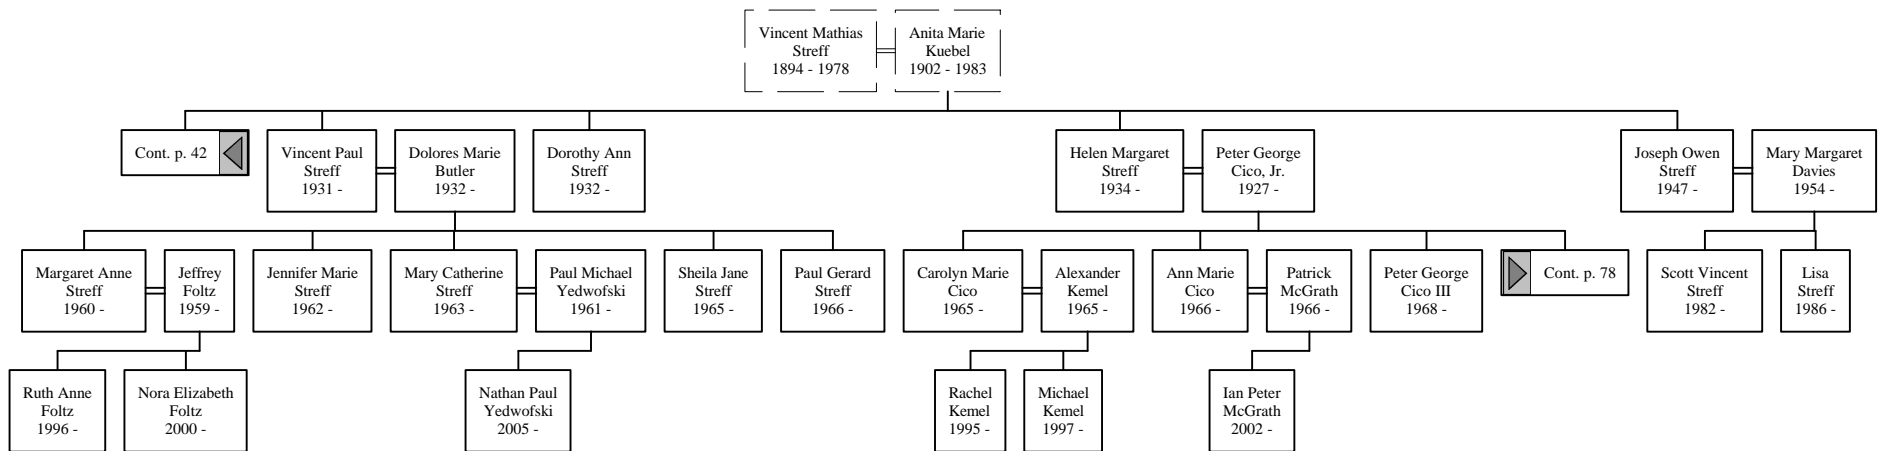 Vincent Mathias
Streff
1894 - 1978
Anita Marie
Kuebel
1902 - 1983
Cont. p. 42
Vincent Paul
Streff
1931 -
Dolores Marie
Butler
1932 -
Dorothy Ann
Streff
1932 -
Helen Margaret
Streff
1934 -
Peter George
Cico, Jr.
1927 -
Joseph Owen
Streff
1947 -
Mary Margaret
Davies
1954 -
Margaret Anne
Streff
1960 -
Jeffrey
Foltz
1959 -
Jennifer Marie
Streff
1962 -
Mary Catherine
Streff
1963 -
Paul Michael
Yedwofski
1961 -
Sheila Jane
Streff
1965 -
Paul Gerard
Streff
1966 -
Carolyn Marie
Cico
1965 -
Alexander
Kemel
1965 -
Ann Marie
Cico
1966 -
Patrick
McGrath
1966 -
Peter George
Cico III
1968 -
Cont. p. 78
Scott Vincent
Streff
1982 -
Lisa
Streff
1986 -
Ruth Anne
Foltz
1996 -
Nora Elizabeth
Foltz
2000 -
Nathan Paul
Yedwofski
2005 -
Rachel
Kemel
1995 -
Michael
Kemel
1997 -
Ian Peter
McGrath
2002 -